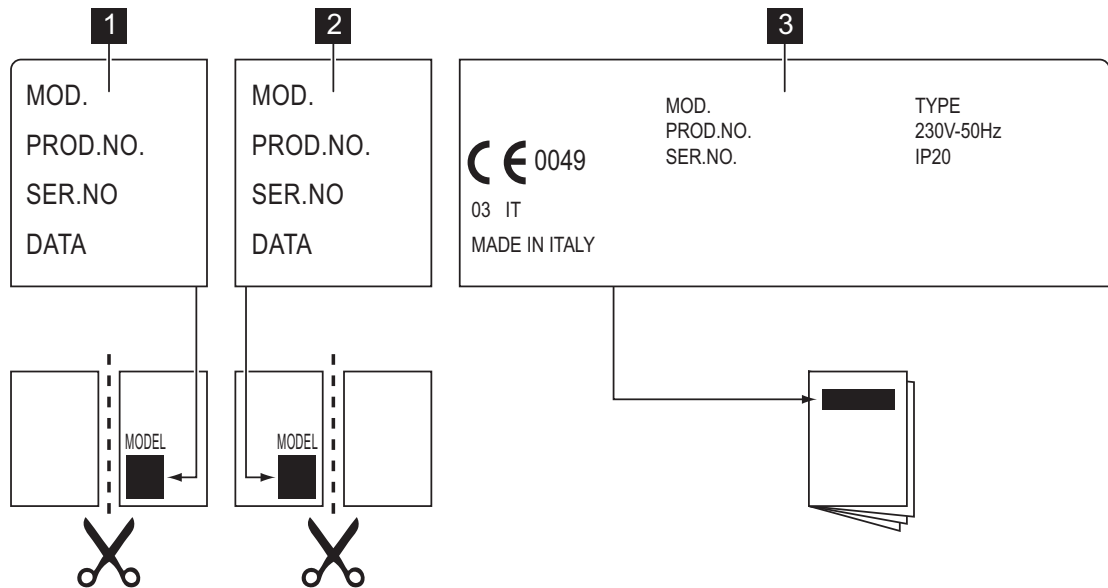 1
2
3
MOD.
PROD.NO.
SER.NO
DATA
MOD.
PROD.NO.
SER.NO
DATA
MOD.
PROD.NO.
SER.NO.
TYPE
230V-50Hz
IP20
CE 0049
03 IT
MADE IN ITALY
MODEL
MODEL